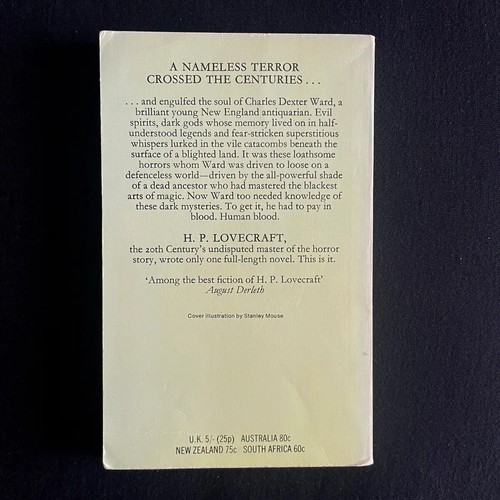 A NAMELESS TERROR
CROSSED THE CENTURIES . . .
. . . and engulfed the soul of Charles Dexter Ward, a
brilliant young New England antiquarian. Evil
spirits, dark gods whose memory lived on in half-
understood legends and fear-stricken superstitious
whispers lurked in the vile catacombs beneath the
surface of a blighted land. It was these loathsome
horrors whom Ward was driven to loose on a
defenceless world—driven by the all-powerful shade
of a dead ancestor who had mastered the blackest
arts of magic. Now Ward too needed knowledge of
these dark mysteries. To get it, he had to pay in
blood. Human blood.
H. P. LOVECRAFT,
the 20th Century's undisputed master of the horror
story, wrote only one full-length novel. This is it.
'Among the best fiction of H. P. Lovecraft'
August Derleth
Cover illustration by Stanley Mouse
U.K. 5/- (25p) AUSTRALIA 80c
NEW ZEALAND 75c SOUTH AFRICA 60c